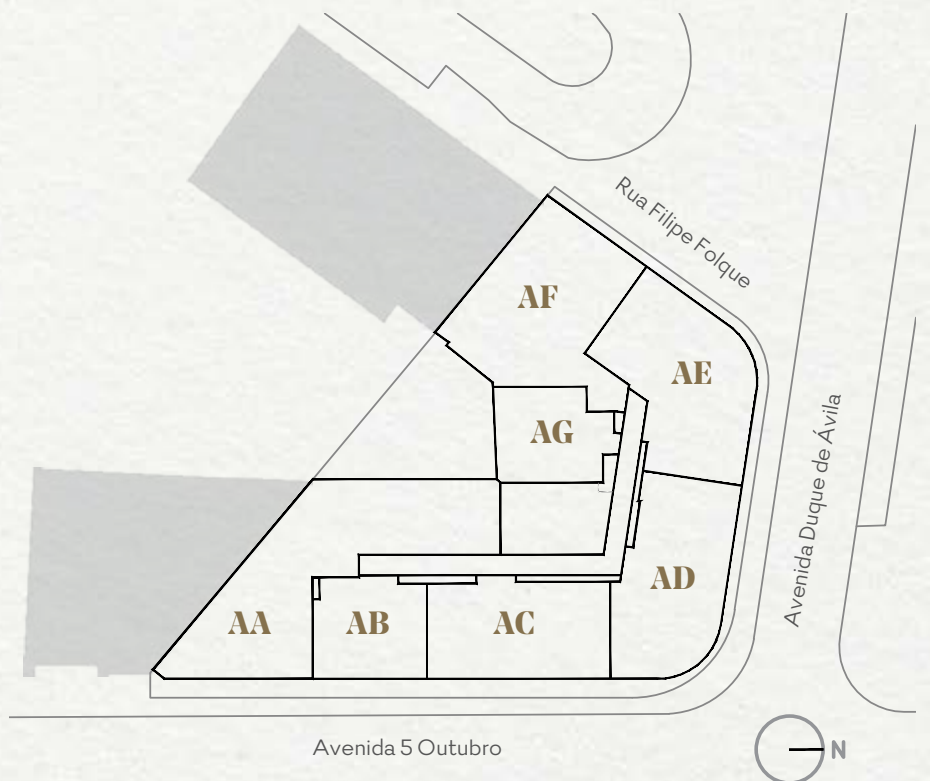 Rua Filipe Folque
AF
AE
AG
Avenida Duque de Ávila
AD
AA
AB
AC
Avenida 5 Outubro
N